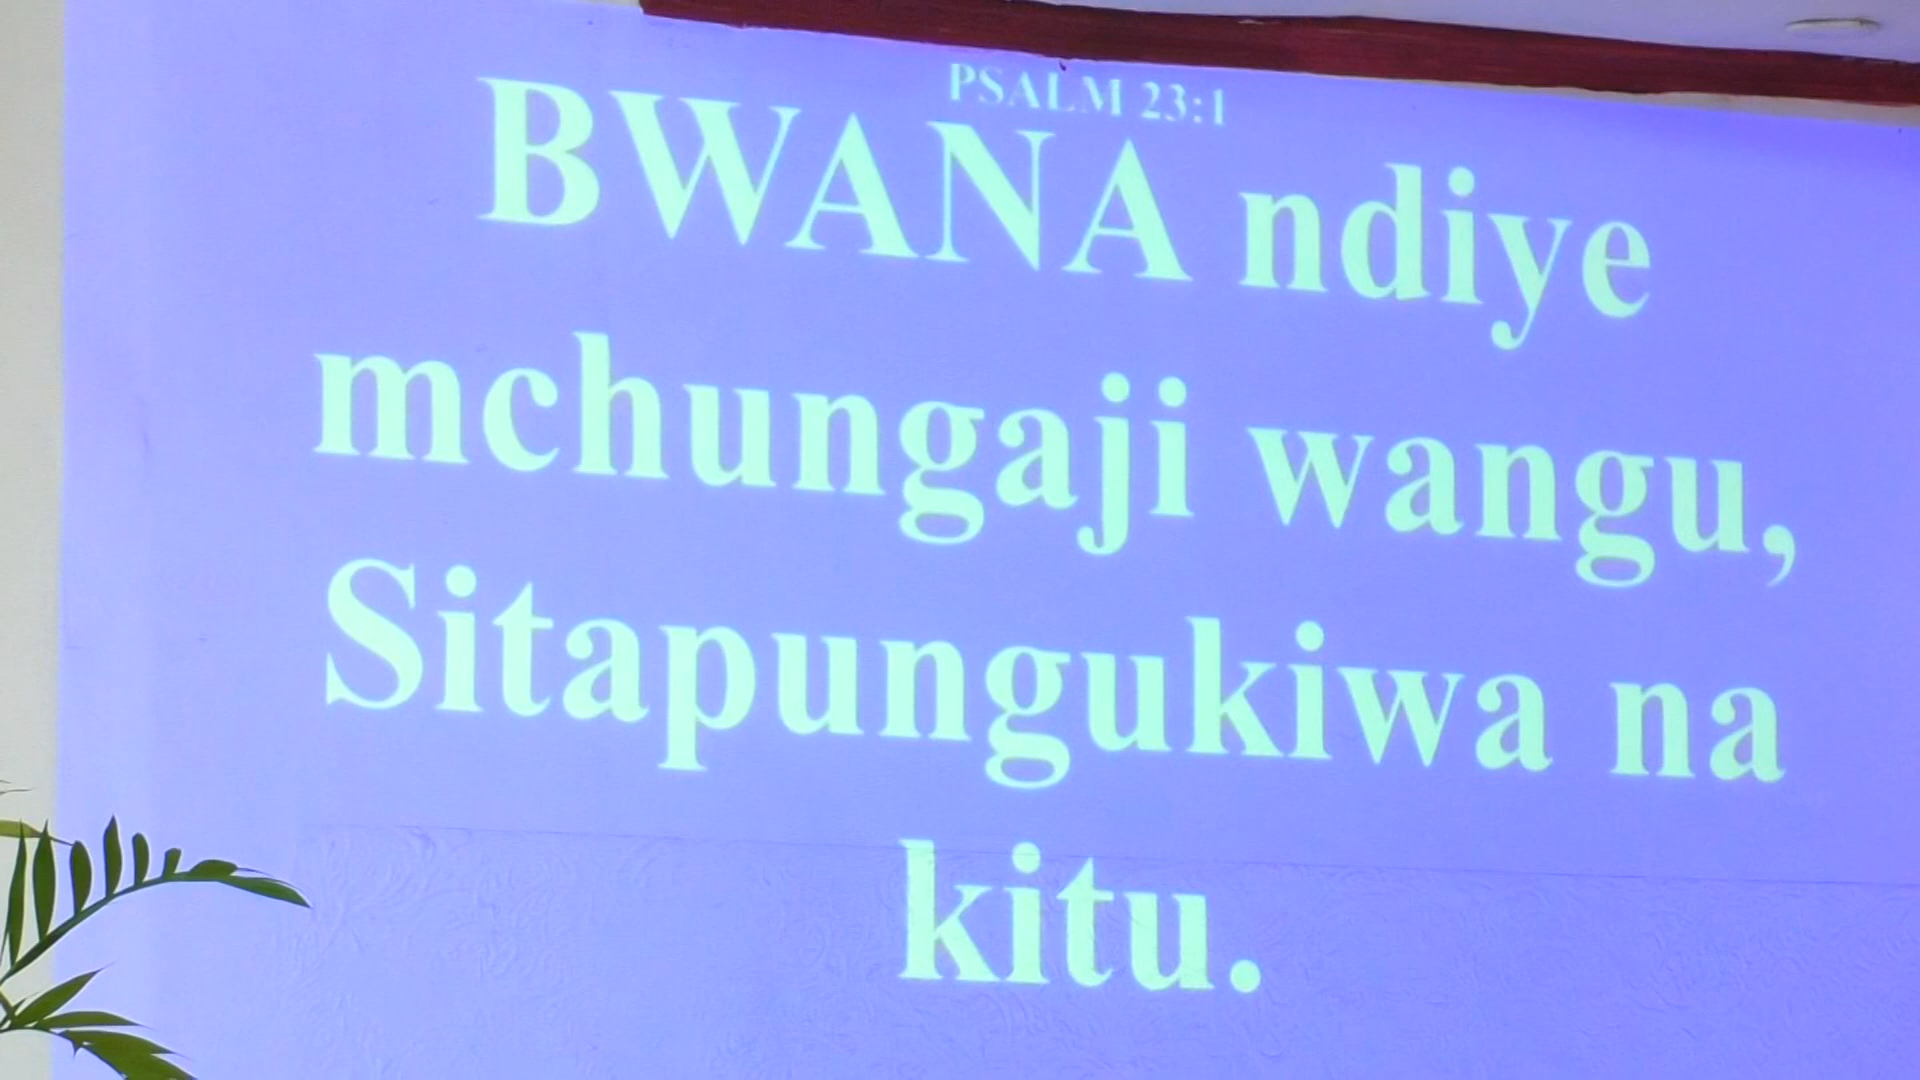 PSALM 23:1
BWANA ndiye
mchungaji wangu,
Sitapungukiwa na
kitu.